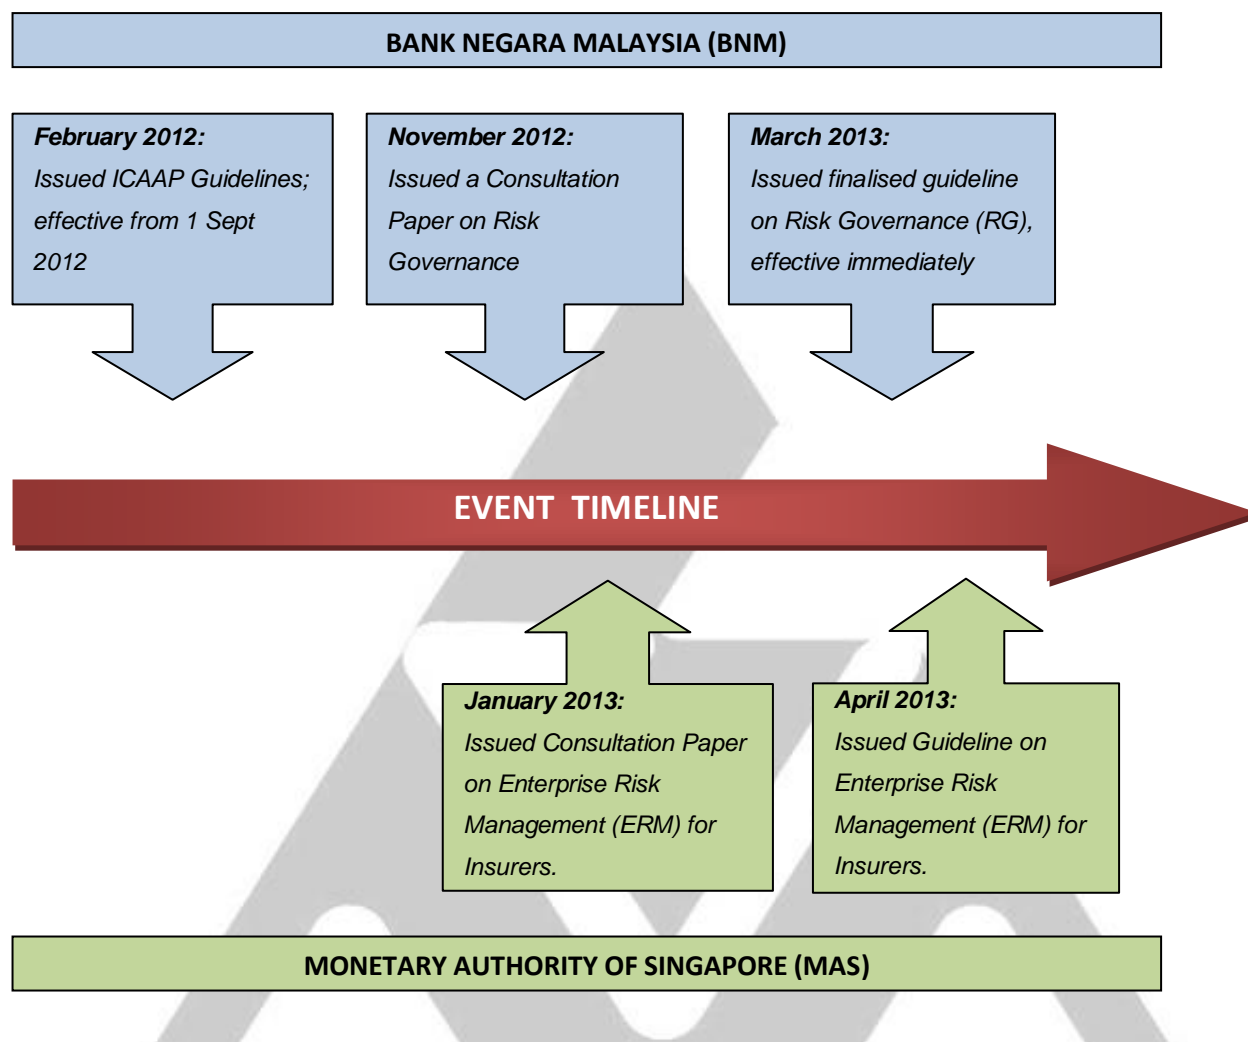 BANK NEGARA MALAYSIA (BNM)
February 2012:
Issued ICAAP Guidelines;
effective from 1 Sept
2012
November 2012:
Issued a Consultation
Paper on Risk
Governance
March 2013:
Issued finalised guideline
on Risk Governance (RG),
effective immediately
EVENT TIMELINE
January 2013:
Issued Consultation Paper
on Enterprise Risk
Management (ERM) for
Insurers.
April 2013:
Issued Guideline on
Enterprise Risk
Management (ERM) for
Insurers.
MONETARY AUTHORITY OF SINGAPORE (MAS)